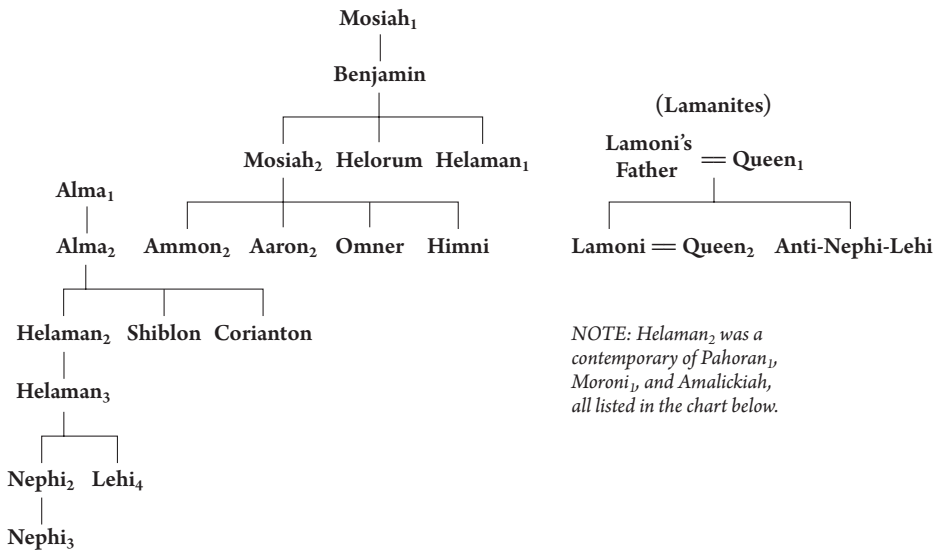 Mosiah₁
Benjamin
(Lamanites)
Mosiah₂ Helorum Helaman₁
Lamoni's
Father
Queen₁
Alma₁
Alma₂ Ammon₂ Aaron₂ Omner Himni
Lamoni Queen₂ Anti-Nephi-Lehi
Helaman₂ Shiblon Corianton
Helaman₃
Nephi₂ Lehi₄
Nephi₃
NOTE: Helaman₂ was a
contemporary of Pahoran₁,
Moroni₁, and Amalickiah,
all listed in the chart below.